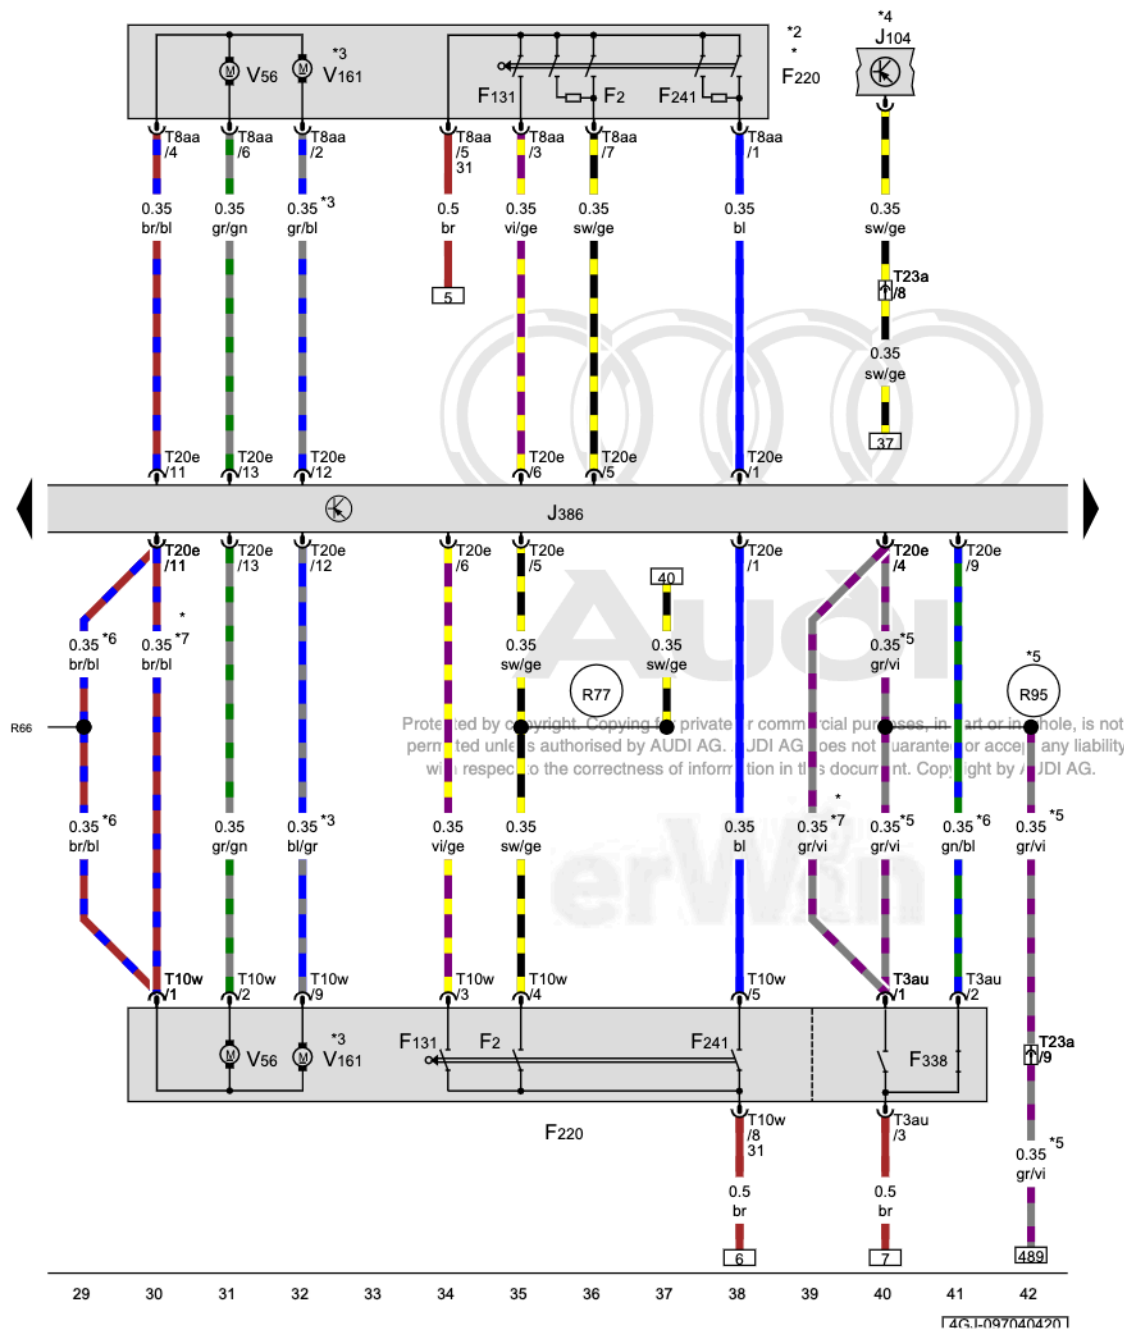 *4
*2
J104
*
F220
M V56
*3
M V161
F131
F2
F241
T8aa
/4
T8aa
/6
T8aa
/2
T8aa
/5
31
T8aa
/3
T8aa
/7
T8aa
/1
0.35
br/bl
0.35
gr/gn
0.35 *3
gr/bl
0.5
br
0.35
vi/ge
0.35
sw/ge
0.35
bl
0.35
sw/ge
T23a
/8
5
0.35
sw/ge
37
T20e
/11
T20e
/13
T20e
/12
T20e
/6
T20e
/5
T20e
/1
J386
T20e
/11
T20e
/13
T20e
/12
T20e
/6
T20e
/5
T20e
/1
T20e
/4
T20e
/9
40
Audi
0.35 *6
br/bl
*
0.35 *7
br/bl
0.35
sw/ge
0.35
sw/ge
0.35 *5
gr/vi
*5
R77
R95
R66
Protected by copyright. Copying for private or commercial purposes, in part or in whole, is not
permitted unless authorised by AUDI AG. AUDI AG does not guarantee or accept any liability
with respect to the correctness of information in this document. Copyright by AUDI AG.
erWin
0.35 *6
br/bl
0.35
gr/gn
0.35 *3
bl/gr
0.35
vi/ge
0.35
sw/ge
0.35
bl
*
0.35 *7
gr/vi
0.35 *5
gr/vi
0.35 *6
gn/bl
0.35 *5
gr/vi
T10w
/1
T10w
/2
T10w
/9
T10w
/3
T10w
/4
T10w
/5
T3au
/1
T3au
/2
M V56
*3
M V161
F131
F2
F241
F338
T23a
/9
F220
T10w
/8
31
T3au
/3
0.35 *5
gr/vi
0.5
br
0.5
br
6
7
489
29 30 31 32 33 34 35 36 37 38 39 40 41 42
4GJ-097040420